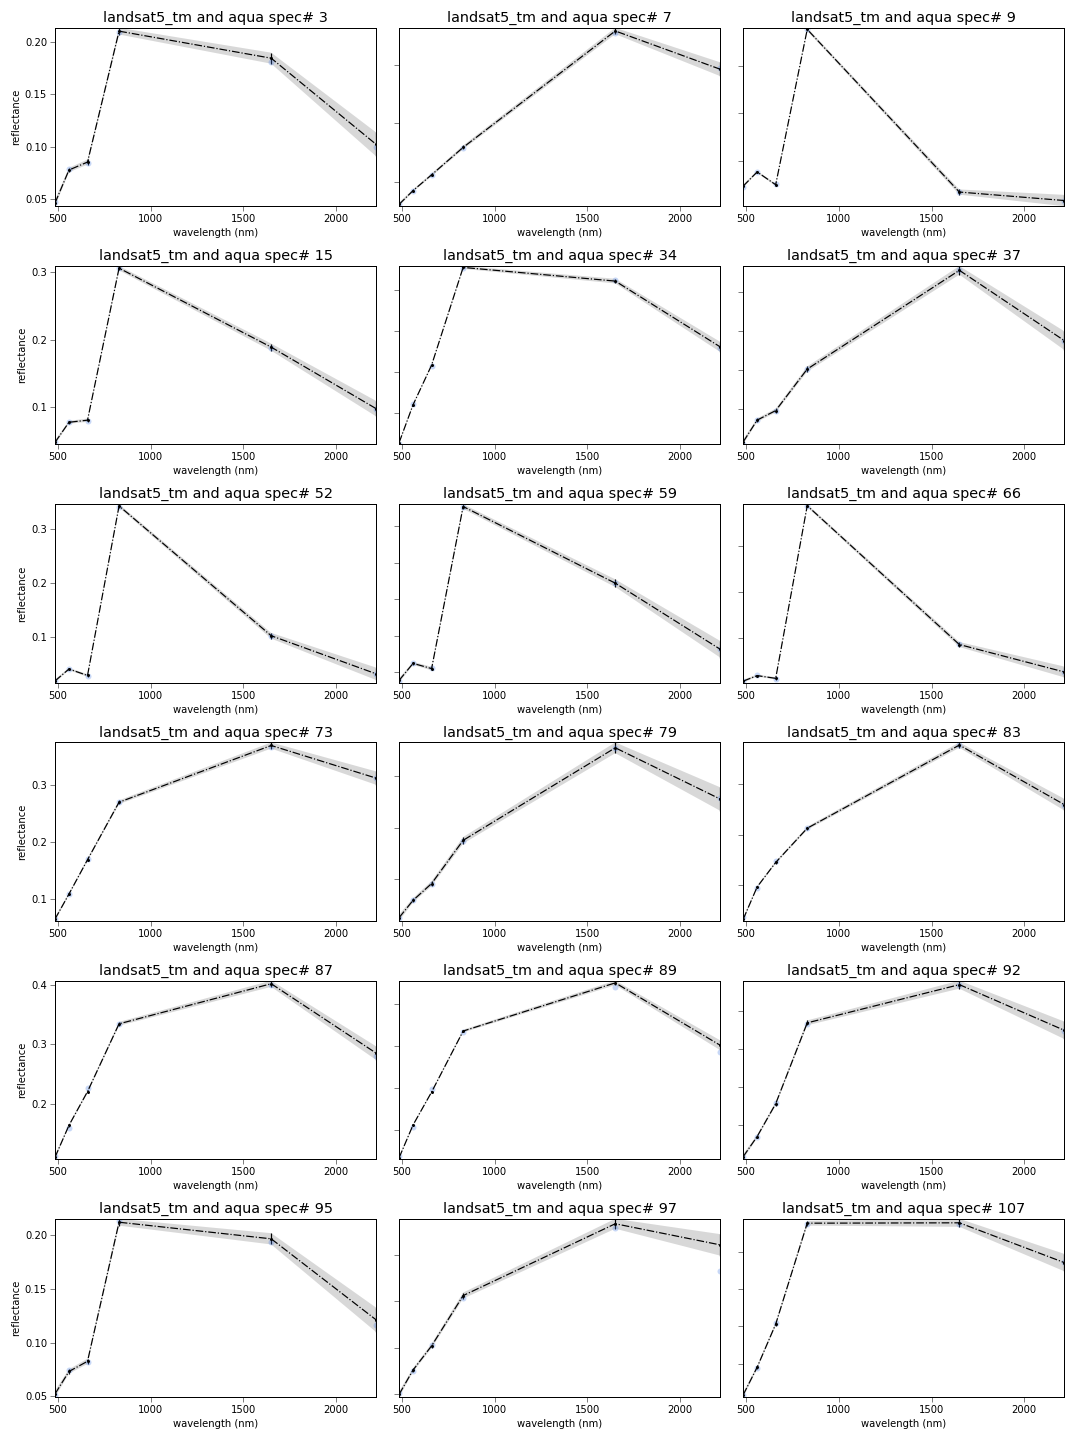 landsat5_tm and aqua spec# 3
landsat5_tm and aqua spec# 7
landsat5_tm and aqua spec# 9
0.20
0.15
0.10
0.05
reflectance
500 1000 1500 2000
500 1000 1500 2000
500 1000 1500 2000
wavelength (nm)
wavelength (nm)
wavelength (nm)
landsat5_tm and aqua spec# 15
landsat5_tm and aqua spec# 34
landsat5_tm and aqua spec# 37
0.3
0.2
0.1
reflectance
500 1000 1500 2000
500 1000 1500 2000
500 1000 1500 2000
wavelength (nm)
wavelength (nm)
wavelength (nm)
landsat5_tm and aqua spec# 52
landsat5_tm and aqua spec# 59
landsat5_tm and aqua spec# 66
0.3
0.2
0.1
reflectance
500 1000 1500 2000
500 1000 1500 2000
500 1000 1500 2000
wavelength (nm)
wavelength (nm)
wavelength (nm)
landsat5_tm and aqua spec# 73
landsat5_tm and aqua spec# 79
landsat5_tm and aqua spec# 83
0.3
0.2
0.1
reflectance
500 1000 1500 2000
500 1000 1500 2000
500 1000 1500 2000
wavelength (nm)
wavelength (nm)
wavelength (nm)
landsat5_tm and aqua spec# 87
landsat5_tm and aqua spec# 89
landsat5_tm and aqua spec# 92
0.4
0.3
0.2
reflectance
500 1000 1500 2000
500 1000 1500 2000
500 1000 1500 2000
wavelength (nm)
wavelength (nm)
wavelength (nm)
landsat5_tm and aqua spec# 95
landsat5_tm and aqua spec# 97
landsat5_tm and aqua spec# 107
0.20
0.15
0.10
0.05
reflectance
500 1000 1500 2000
500 1000 1500 2000
500 1000 1500 2000
wavelength (nm)
wavelength (nm)
wavelength (nm)